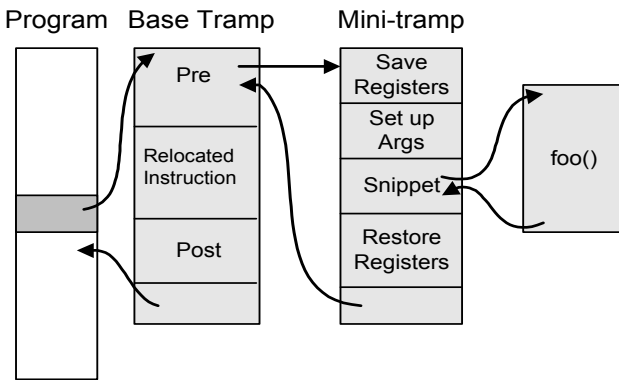 Program
Base Tramp
Mini-tramp
Pre
Relocated
Instruction
Post
Save
Registers
Set up
Args
Snippet
Restore
Registers
foo()